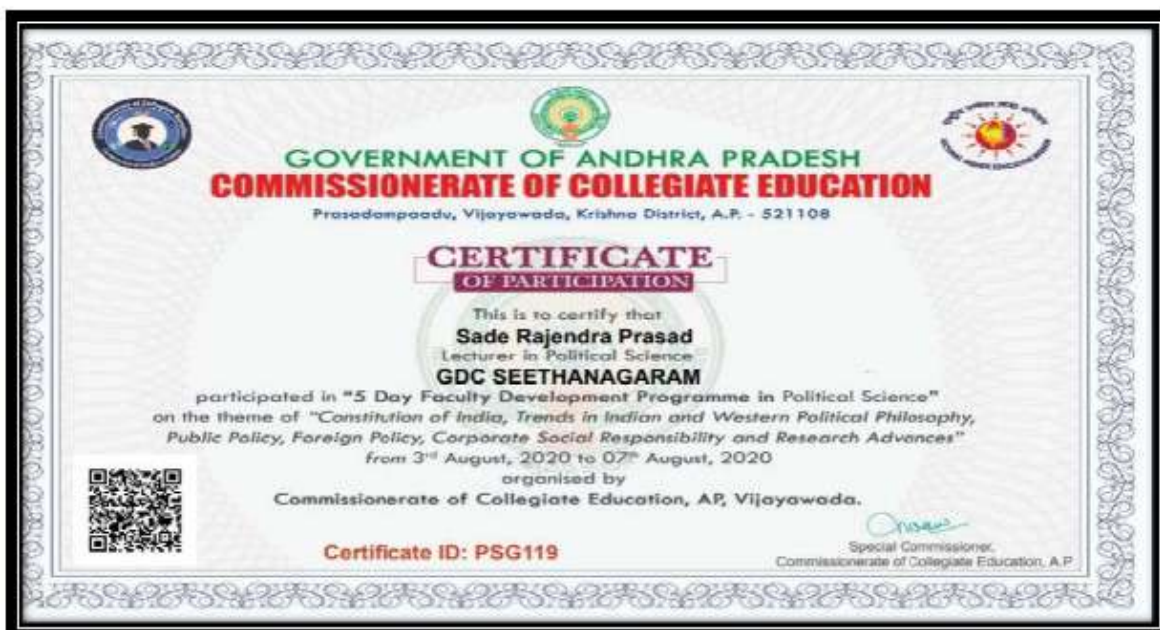 GOVERNMENT OF ANDHRA PRADESH
COMMISSIONERATE OF COLLEGIATE EDUCATION
Prasadampaadu, Vijayawada, Krishna District, A.P. - 521108
CERTIFICATE
OF PARTICIPATION
This is to certify that
Sade Rajendra Prasad
Lecturer in Political Science
GDC SEETHANAGARAM
participated in "5 Day Faculty Development Programme in Political Science"
on the theme of "Constitution of India, Trends in Indian and Western Political Philosophy,
Public Policy, Foreign Policy, Corporate Social Responsibility and Research Advances"
from 3rd August, 2020 to 07th August, 2020
organised by
Commissionerate of Collegiate Education, AP, Vijayawada.
Certificate ID: PSG119
Special Commissioner,
Commissionerate of Collegiate Education, A.P